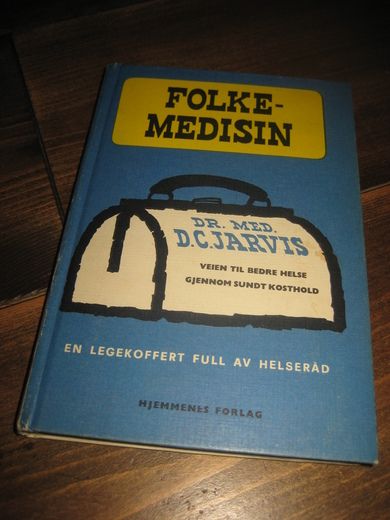 FOLKE-
MEDISIN
DR. MED.
D.C. JARVIS
VEIEN TIL BEDRE HELSE
GJENNOM SUNDT KOSTHOLD
EN LEGEKOFFERT FULL AV HELSERÅD
HJEMMENES FORLAG